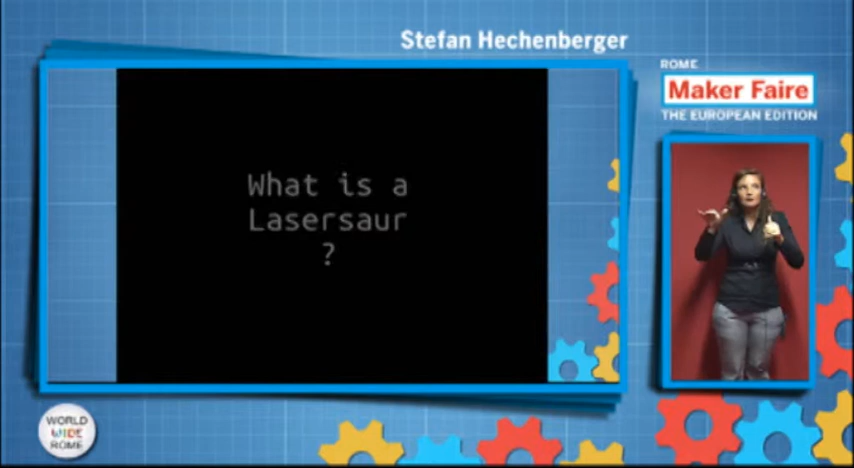 Stefan Hechenberger
ROME
Maker Faire
THE EUROPEAN EDITION
What is a
Lasersaur
?
WORLD
WIDE
ROME